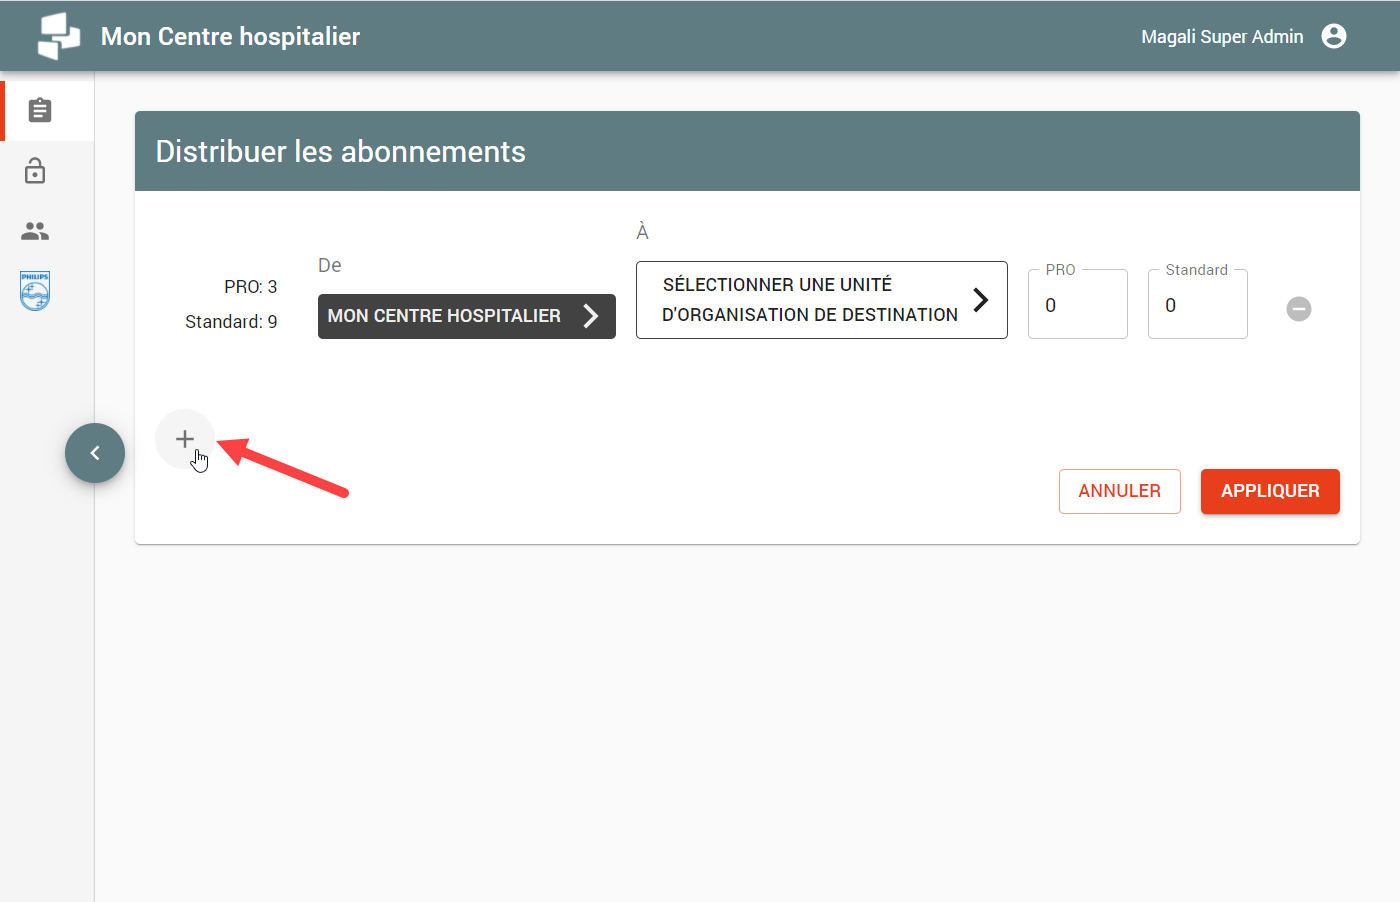 Mon Centre hospitalier
Magali Super Admin
PHILIPS
Distribuer les abonnements
PRO: 3
Standard: 9
De
MON CENTRE HOSPITALIER
À
SÉLECTIONNER UNE UNITÉ
D'ORGANISATION DE DESTINATION
PRO
0
Standard
0
ANNULER
APPLIQUER